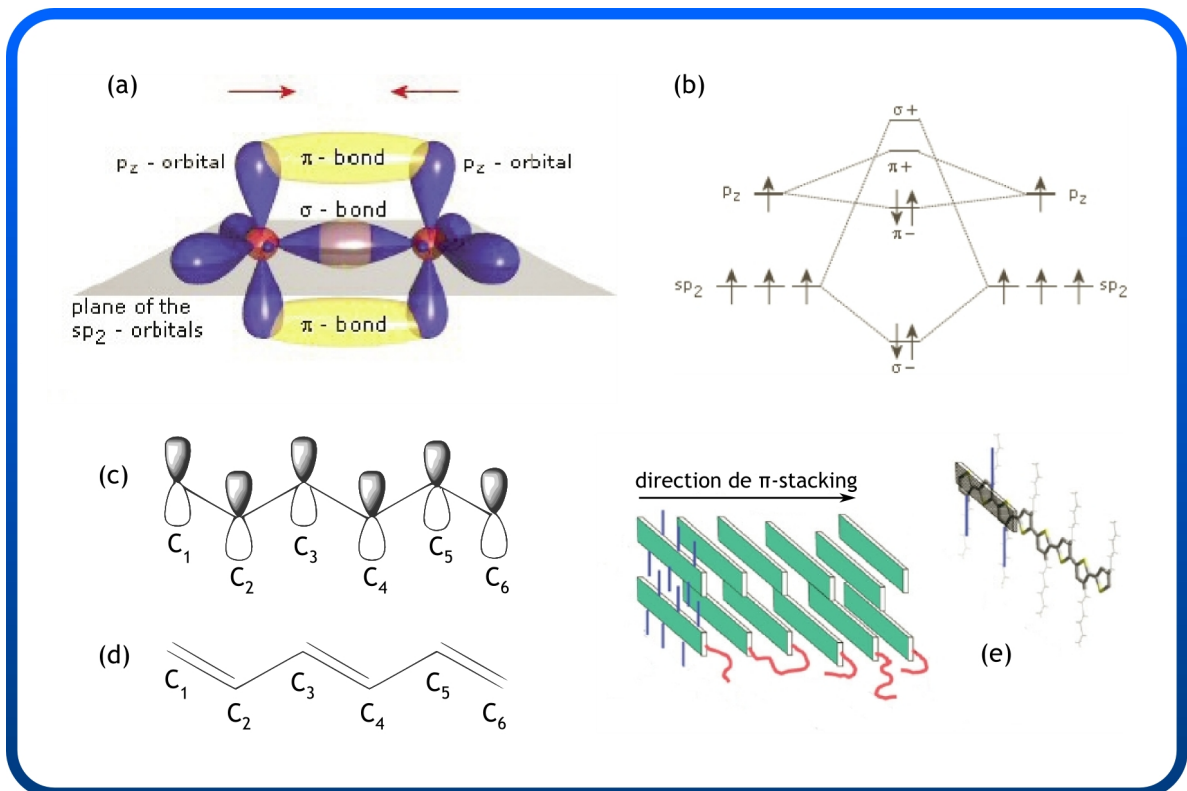 (a)
p_z - orbital
π - bond
p_z - orbital
σ - bond
plane of the
sp_2 - orbitals
π - bond
(b)
σ+
π+
p_z
p_z
π-
sp_2
sp_2
σ-
(c)
C_1
C_2
C_3
C_4
C_5
C_6
(d)
C_1
C_2
C_3
C_4
C_5
C_6
direction de π-stacking
(e)